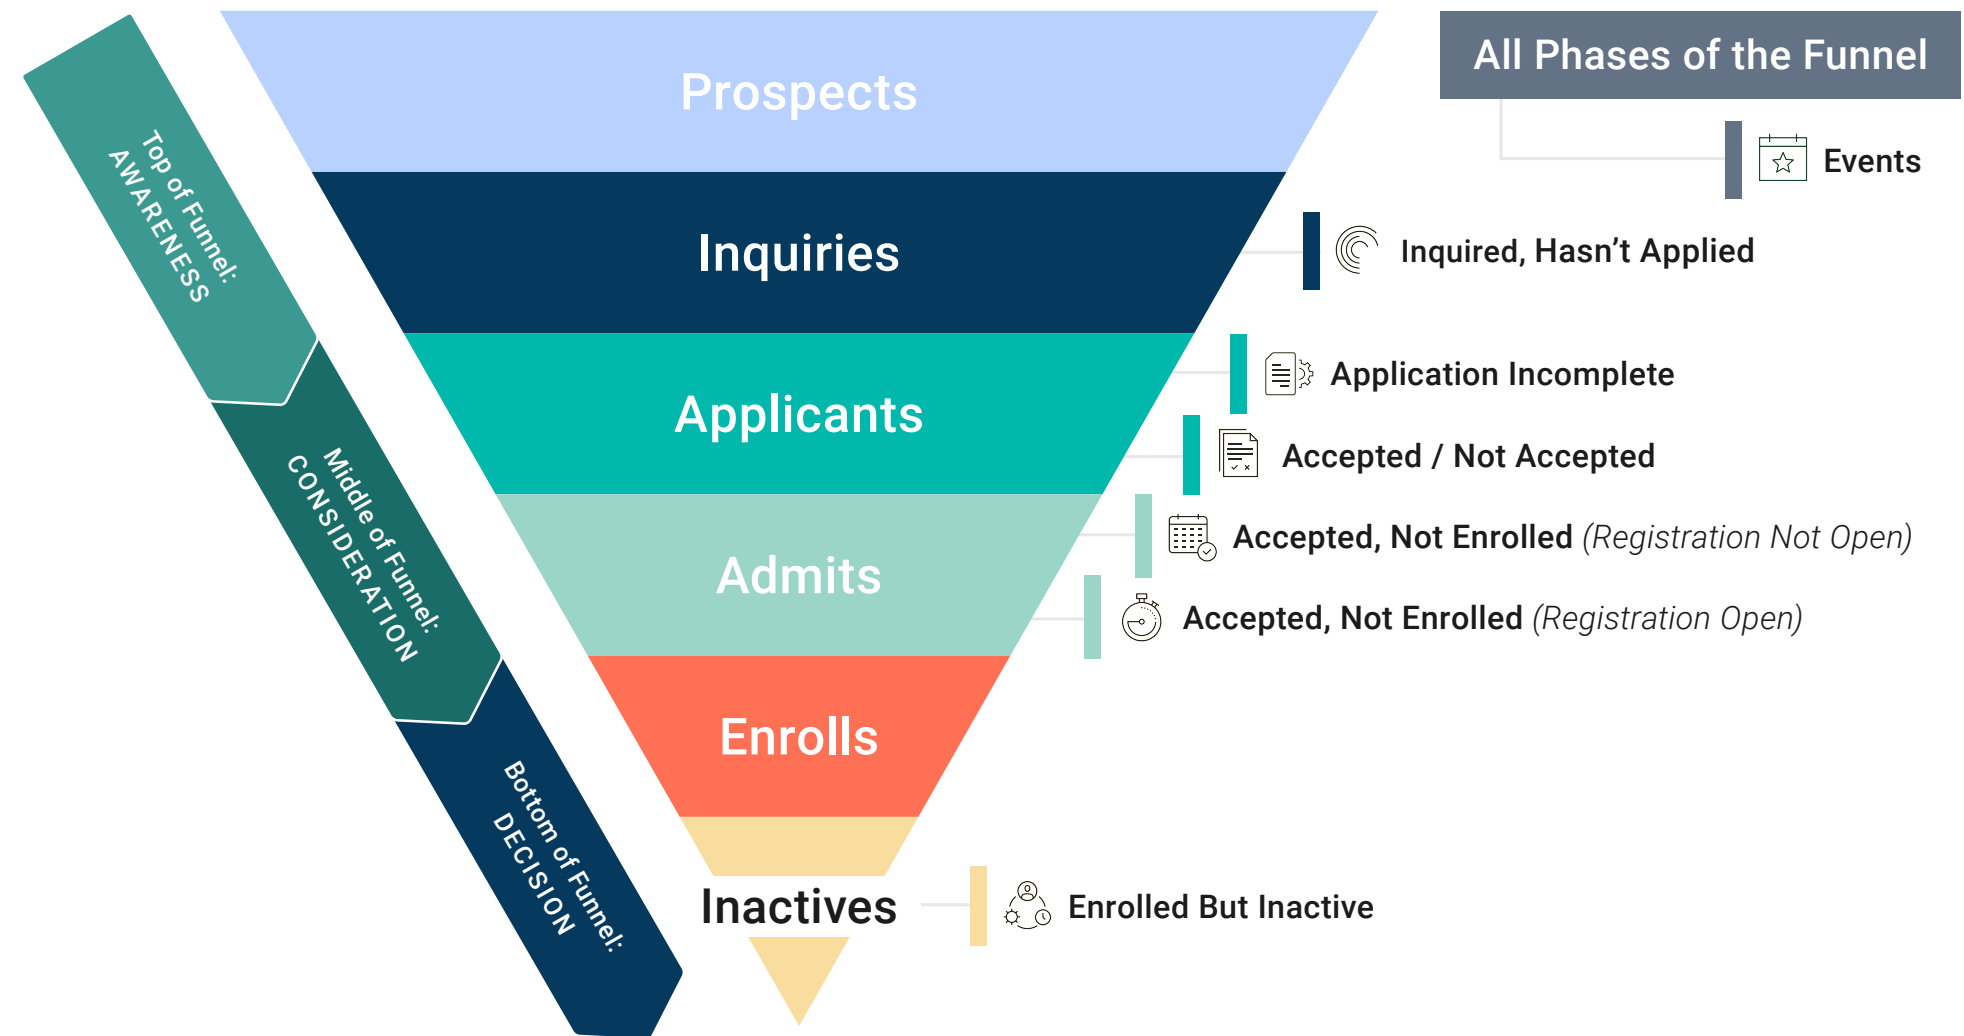 Prospects
Inquiries
Applicants
Admits
Enrolls
Inactives
Top of Funnel:
AWARENESS
Middle of Funnel:
CONSIDERATION
Bottom of Funnel:
DECISION
All Phases of the Funnel
Events
Inquired, Hasn’t Applied
Application Incomplete
Accepted / Not Accepted
Accepted, Not Enrolled (Registration Not Open)
Accepted, Not Enrolled (Registration Open)
Enrolled But Inactive